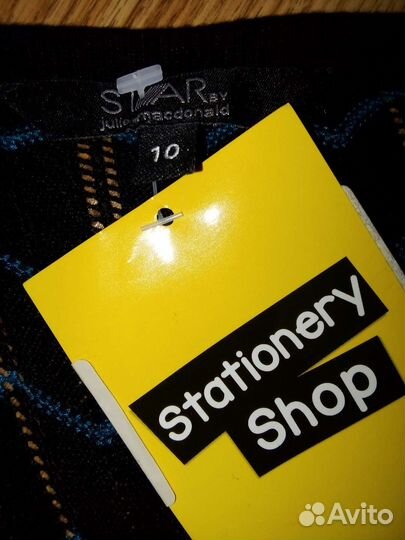 STAR BY
julien macdonald
10
Stationery
Shop
Avito